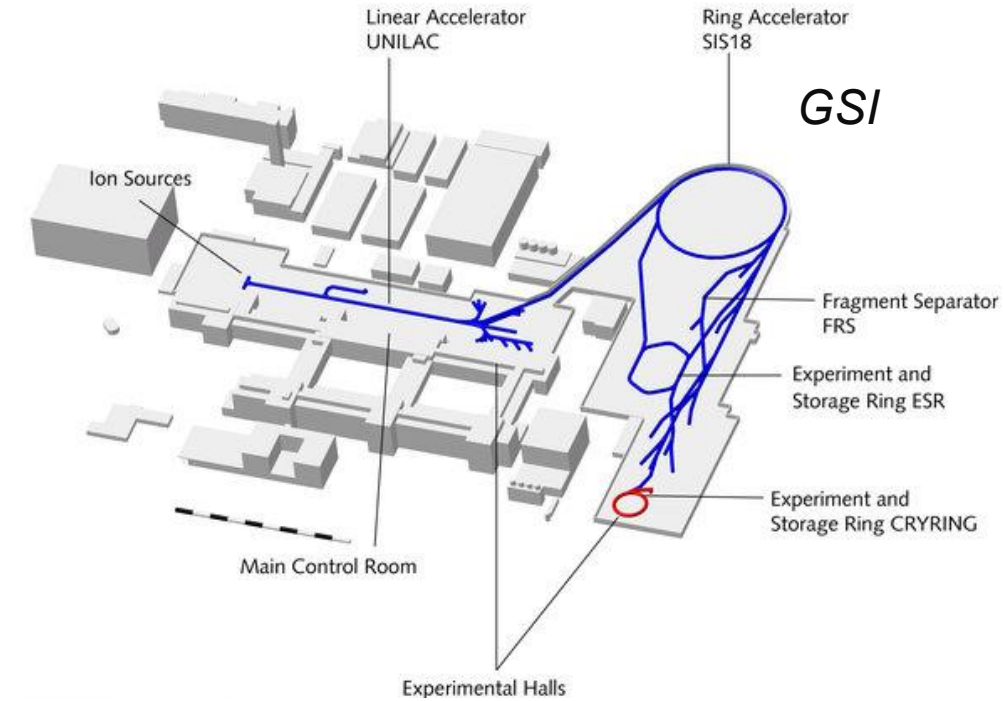 Linear Accelerator
UNILAC
Ring Accelerator
SIS18
GSI
Ion Sources
Fragment Separator
FRS
Experiment and
Storage Ring ESR
Experiment and
Storage Ring CRYRING
Main Control Room
Experimental Halls